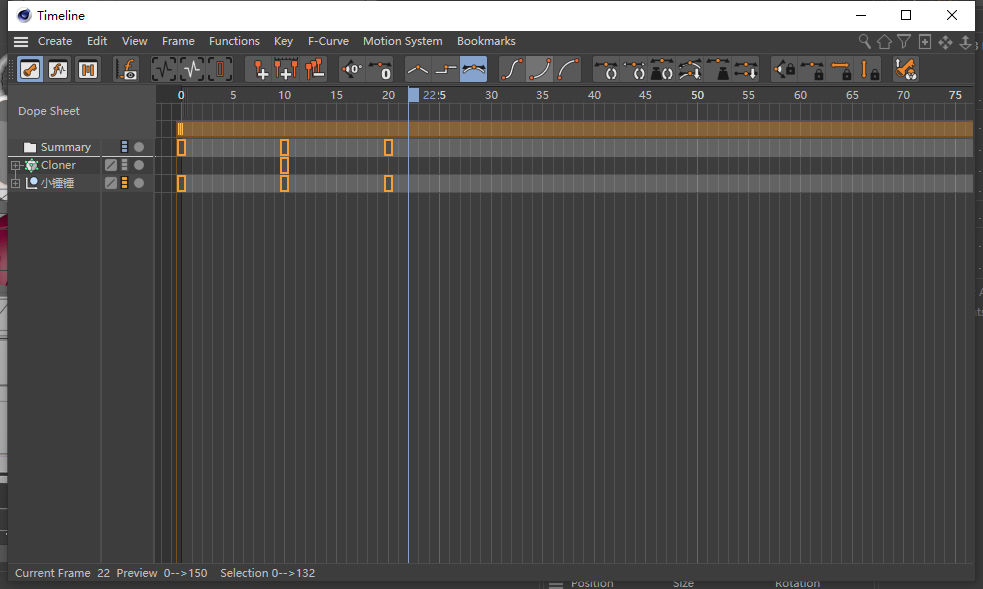 Timeline
Create Edit View Frame Functions Key F-Curve Motion System Bookmarks
0 5 10 15 20 22:5 30 35 40 45 50 55 60 65 70 75
Dope Sheet
Summary
Cloner
小锤锤
Current Frame 22 Preview 0-->150 Selection 0-->132
Position Size Rotation